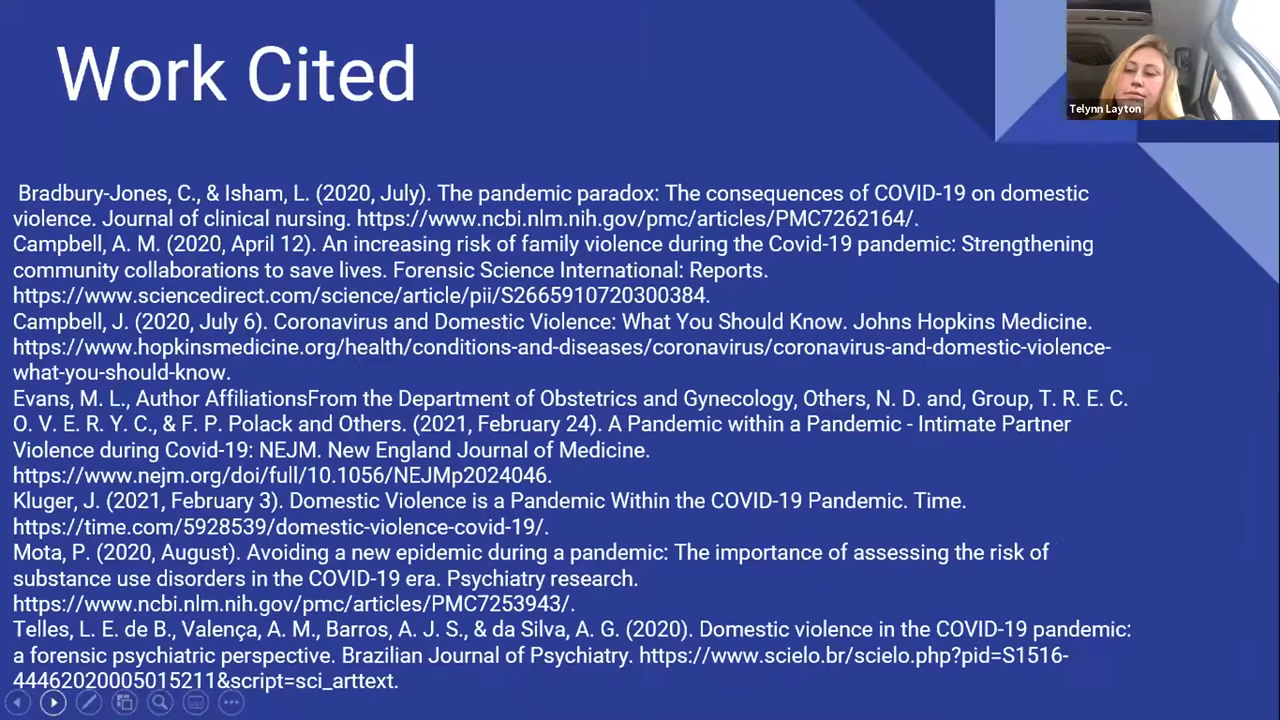 Work Cited
Telynn Layton
Bradbury-Jones, C., & Isham, L. (2020, July). The pandemic paradox: The consequences of COVID-19 on domestic
violence. Journal of clinical nursing. https://www.ncbi.nlm.nih.gov/pmc/articles/PMC7262164/.
Campbell, A. M. (2020, April 12). An increasing risk of family violence during the Covid-19 pandemic: Strengthening
community collaborations to save lives. Forensic Science International: Reports.
https://www.sciencedirect.com/science/article/pii/S2665910720300384.
Campbell, J. (2020, July 6). Coronavirus and Domestic Violence: What You Should Know. Johns Hopkins Medicine.
https://www.hopkinsmedicine.org/health/conditions-and-diseases/coronavirus/coronavirus-and-domestic-violence-
what-you-should-know.
Evans, M. L., Author AffiliationsFrom the Department of Obstetrics and Gynecology, Others, N. D. and, Group, T. R. E. C.
O. V. E. R. Y. C., & F. P. Polack and Others. (2021, February 24). A Pandemic within a Pandemic - Intimate Partner
Violence during Covid-19: NEJM. New England Journal of Medicine.
https://www.nejm.org/doi/full/10.1056/NEJMp2024046.
Kluger, J. (2021, February 3). Domestic Violence is a Pandemic Within the COVID-19 Pandemic. Time.
https://time.com/5928539/domestic-violence-covid-19/.
Mota, P. (2020, August). Avoiding a new epidemic during a pandemic: The importance of assessing the risk of
substance use disorders in the COVID-19 era. Psychiatry research.
https://www.ncbi.nlm.nih.gov/pmc/articles/PMC7253943/.
Telles, L. E. de B., Valença, A. M., Barros, A. J. S., & da Silva, A. G. (2020). Domestic violence in the COVID-19 pandemic:
a forensic psychiatric perspective. Brazilian Journal of Psychiatry. https://www.scielo.br/scielo.php?pid=S1516-
44462020005015211&script=sci_arttext.